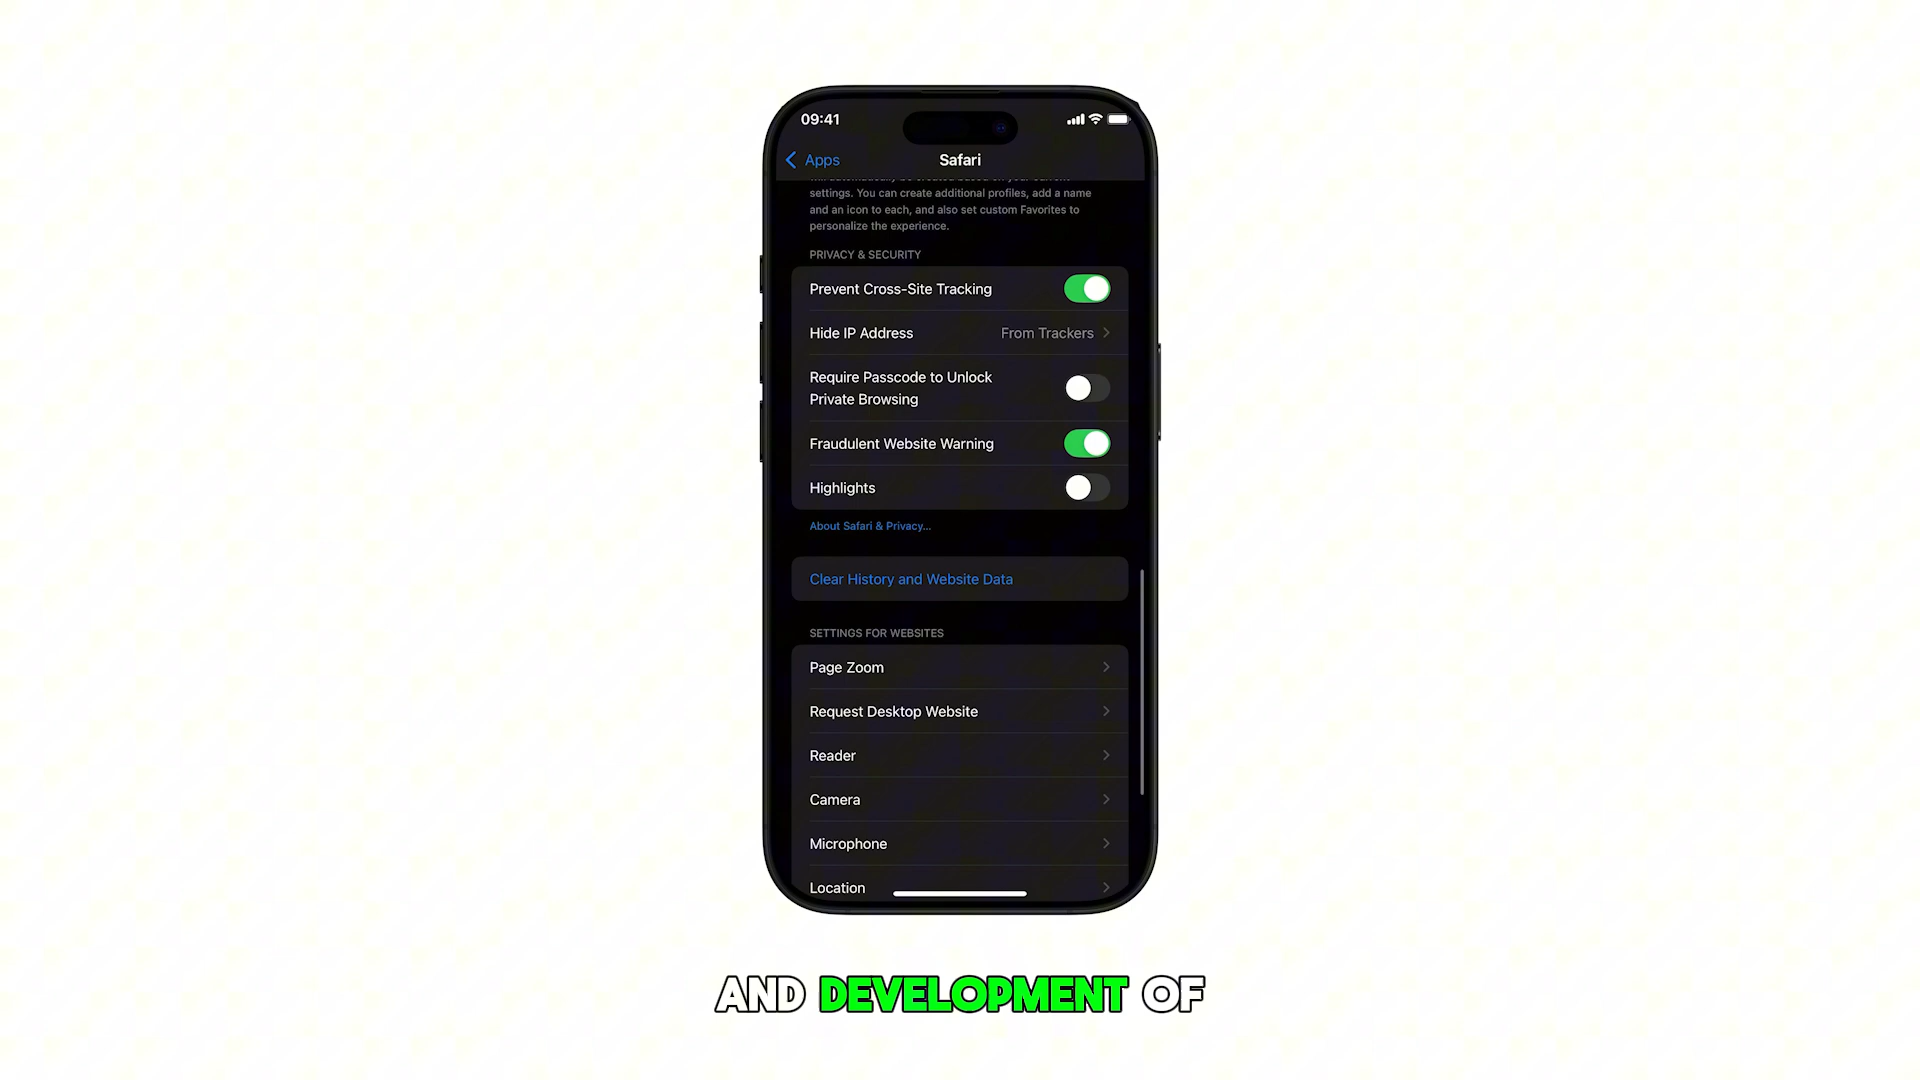 09:41
Apps
Safari
settings. You can create additional profiles, add a name
and an icon to each, and also set custom Favorites to
personalize the experience.
PRIVACY & SECURITY
Prevent Cross-Site Tracking
Hide IP Address From Trackers
Require Passcode to Unlock
Private Browsing
Fraudulent Website Warning
Highlights
About Safari & Privacy...
Clear History and Website Data
SETTINGS FOR WEBSITES
Page Zoom
Request Desktop Website
Reader
Camera
Microphone
Location
AND DEVELOPMENT OF